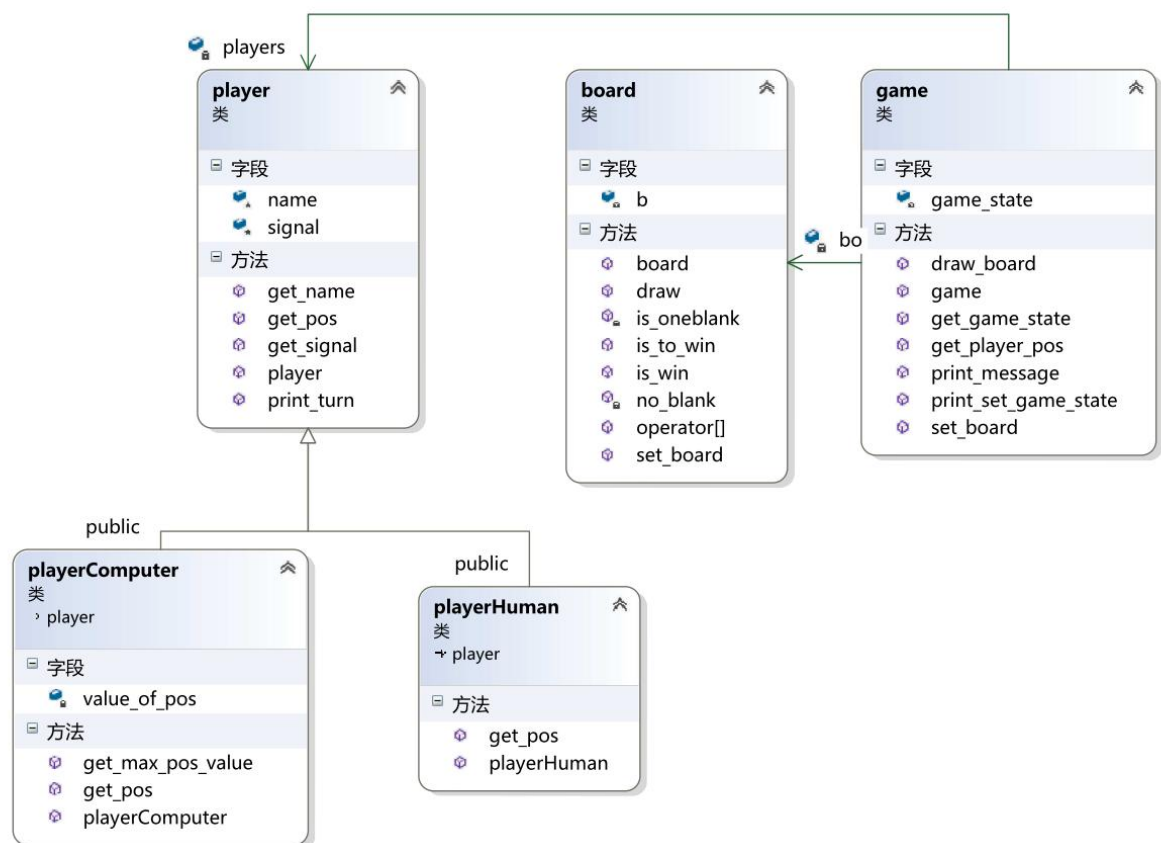 players
player
类
字段
name
signal
方法
get_name
get_pos
get_signal
player
print_turn
board
类
字段
b
方法
board
draw
is_oneblank
is_to_win
is_win
no_blank
operator[]
set_board
bo
game
类
字段
game_state
方法
draw_board
game
get_game_state
get_player_pos
print_message
print_set_game_state
set_board
public
playerComputer
类
player
字段
value_of_pos
方法
get_max_pos_value
get_pos
playerComputer
public
playerHuman
类
player
方法
get_pos
playerHuman